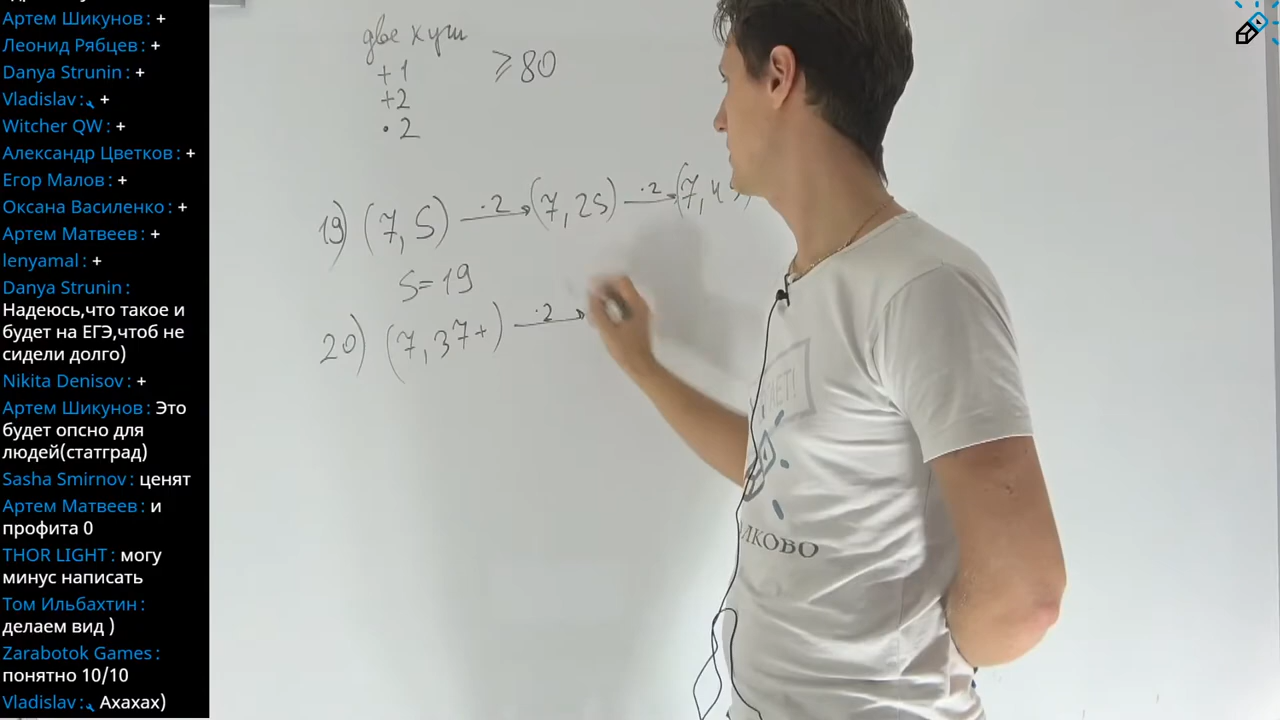 Артем Шикунов: +
Леонид Рябцев: +
Danya Strunin: +
Vladislav: +
Witcher QW: +
Александр Цветков: +
Егор Малов: +
Оксана Василенко: +
Артем Матвеев: +
lenyamal: +
Danya Strunin:
Надеюсь,что такое и
будет на ЕГЭ,чтоб не
сидели долго)
Nikita Denisov: +
Артем Шикунов: Это
будет опсно для
людей(статград)
Sasha Smirnov: ценят
Артем Матвеев: и
профита 0
THOR LIGHT: могу
минус написать
Том Ильбахтин:
делаем вид )
Zarabotok Games:
понятно 10/10
Vladislav: Ахахах)
две кучи
+1
+2
·2
≥80
19) (7, S) ·2 (7, 2S) ·2 (7, 4S)
S=19
20) (7, 37+) ·2
ЛКОВО